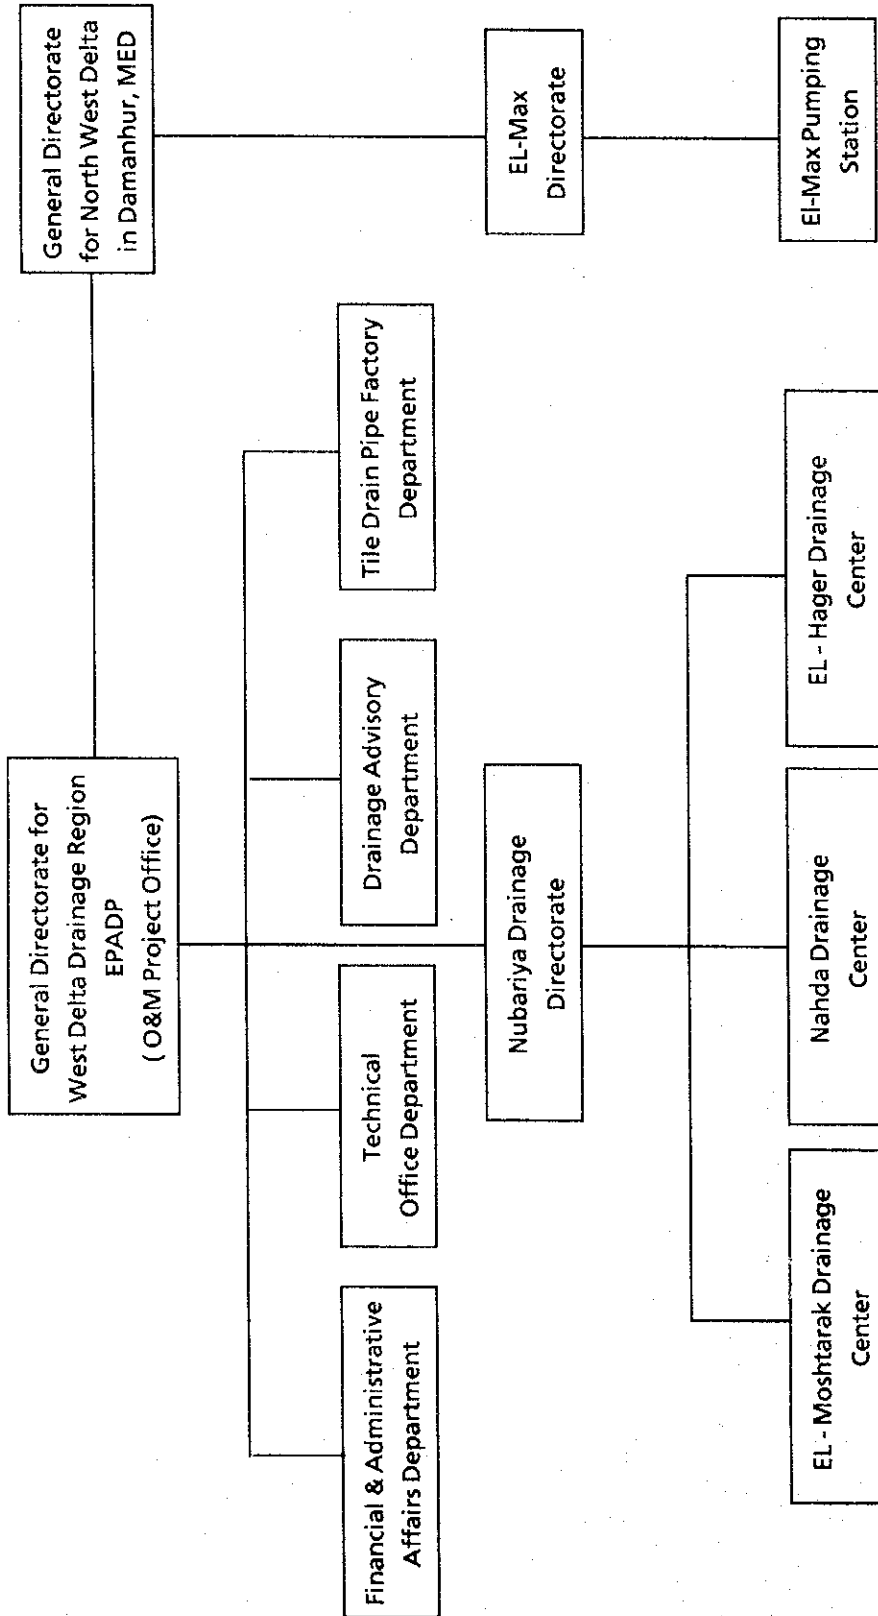 General Directorate for
West Delta Drainage Region
EPADP
( O&M Project Office)
General Directorate
for North West Delta
in Damanhur, MED
Financial & Administrative
Affairs Department
Technical
Office Department
Drainage Advisory
Department
Tile Drain Pipe Factory
Department
Nubariya Drainage
Directorate
EL-Max
Directorate
EL - Moshtarak Drainage
Center
Nahda Drainage
Center
EL - Hager Drainage
Center
El-Max Pumping
Station